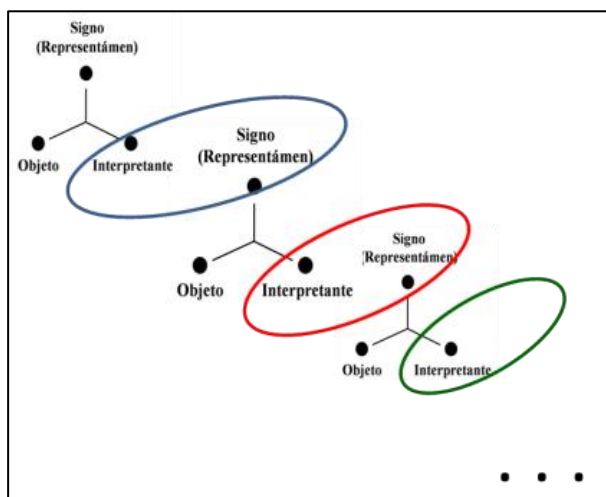 Signo
(Representámen)
Objeto
Interpretante
Signo
(Representámen)
Objeto
Interpretante
Signo
(Representámen)
Objeto
Interpretante
...